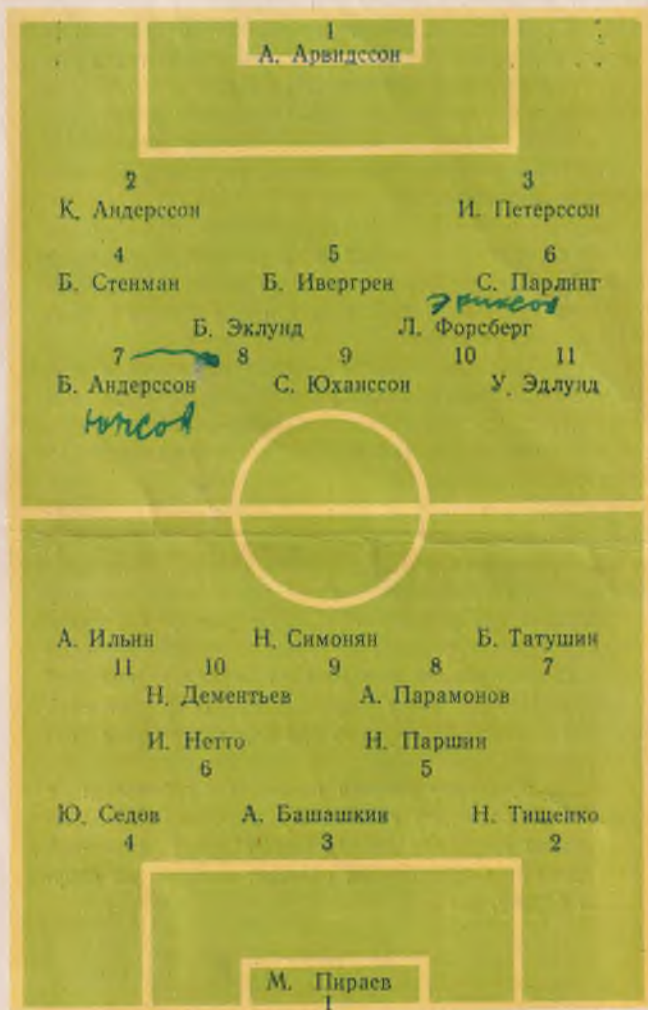 1
А. Арвидссон
2 3
К. Андерссон И. Петерссон
4 5 6
Б. Стенман Б. Ивергрен С. Парлинг
Б. Эклунд Л. Форсберг
7 8 9 10 11
Б. Андерссон С. Юханссон У. Эдлунд
А. Ильин Н. Симонян Б. Татушин
11 10 9 8 7
Н. Дементьев А. Парамонов
И. Нетто Н. Паршин
6 5
Ю. Седов А. Башашкин Н. Тищенко
4 3 2
М. Пираев
1